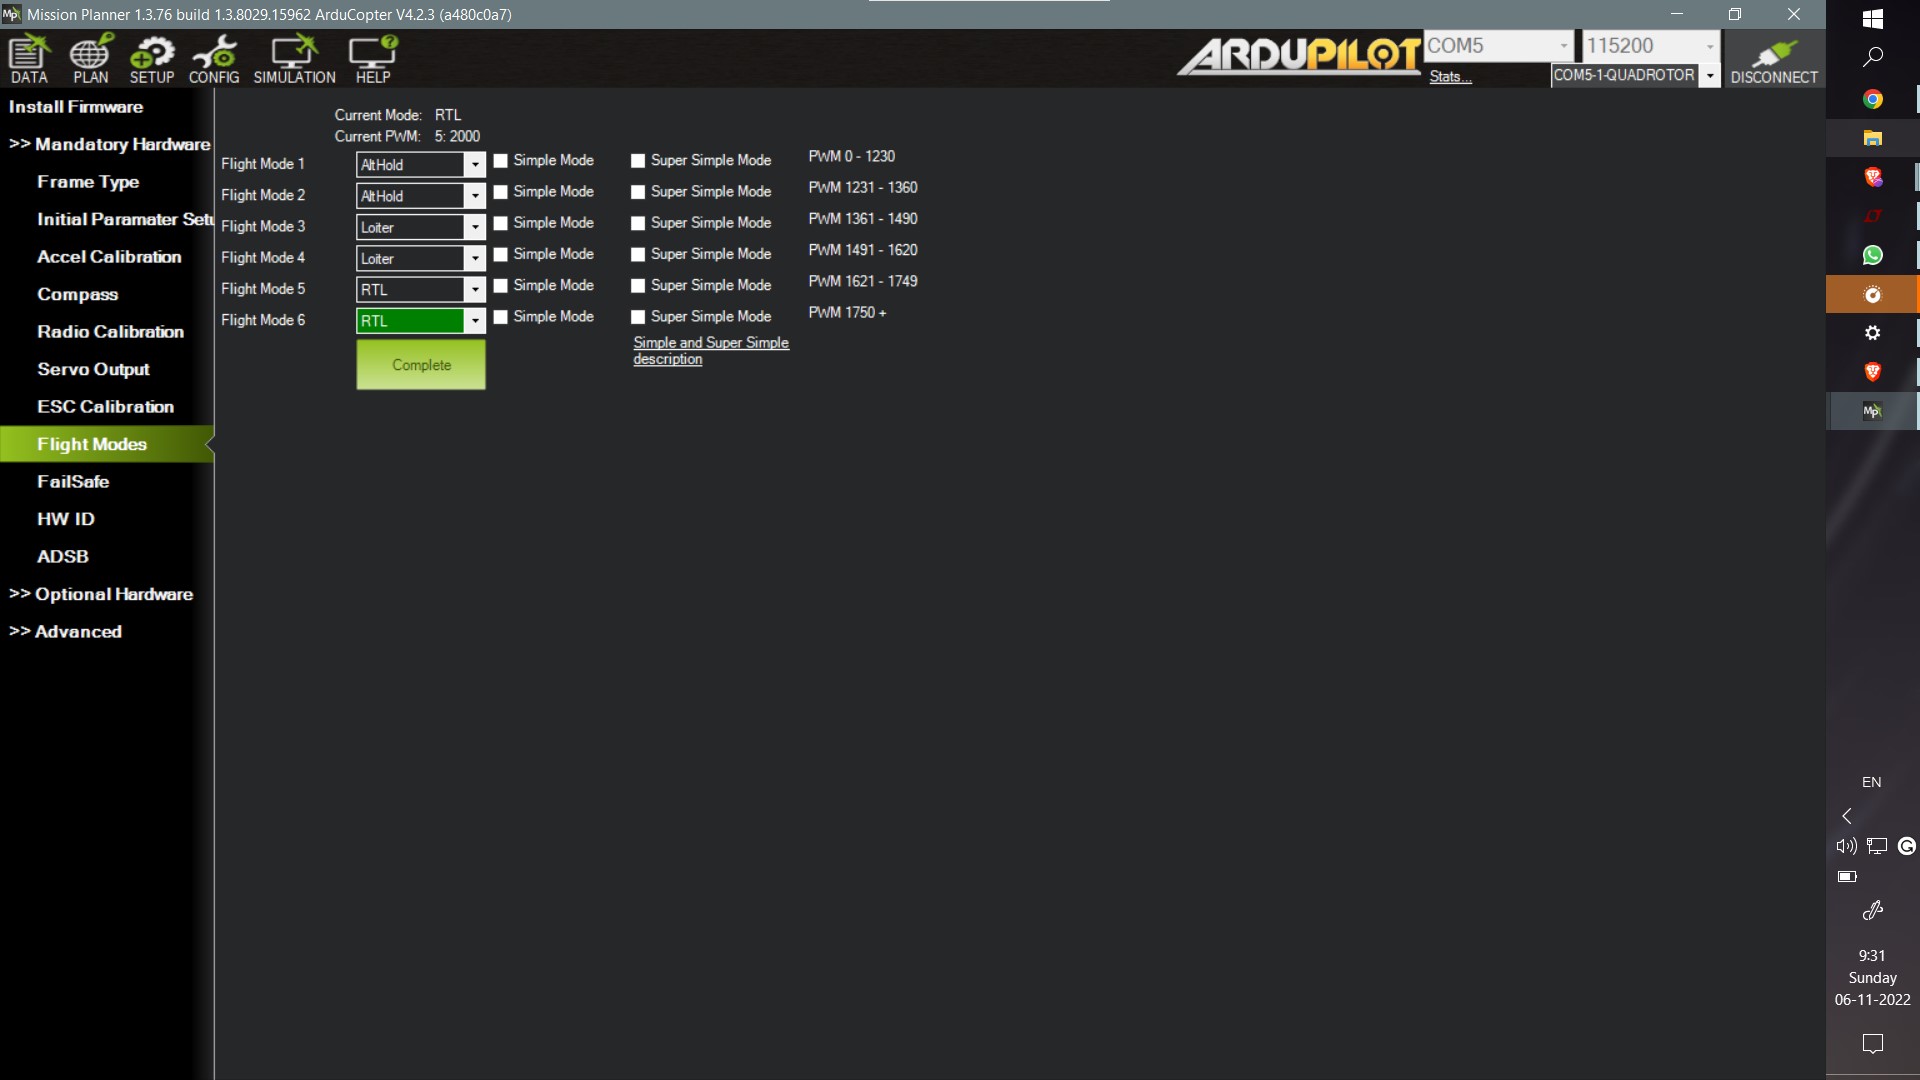 Mission Planner 1.3.76 build 1.3.8029.15962 ArduCopter V4.2.3 (a480c0a7)
DATA PLAN SETUP CONFIG SIMULATION HELP
ARDUPILOT
COM5 115200
Stats... COM5-1-QUADROTOR DISCONNECT
Install Firmware
>> Mandatory Hardware
Frame Type
Initial Paramater Setu
Accel Calibration
Compass
Radio Calibration
Servo Output
ESC Calibration
Flight Modes
FailSafe
HW ID
ADSB
>> Optional Hardware
>> Advanced
Current Mode: RTL
Current PWM: 5: 2000
Flight Mode 1 AltHold Simple Mode Super Simple Mode PWM 0 - 1230
Flight Mode 2 AltHold Simple Mode Super Simple Mode PWM 1231 - 1360
Flight Mode 3 Loiter Simple Mode Super Simple Mode PWM 1361 - 1490
Flight Mode 4 Loiter Simple Mode Super Simple Mode PWM 1491 - 1620
Flight Mode 5 RTL Simple Mode Super Simple Mode PWM 1621 - 1749
Flight Mode 6 RTL Simple Mode Super Simple Mode PWM 1750 +
Simple and Super Simple
description
Complete
EN
9:31
Sunday
06-11-2022